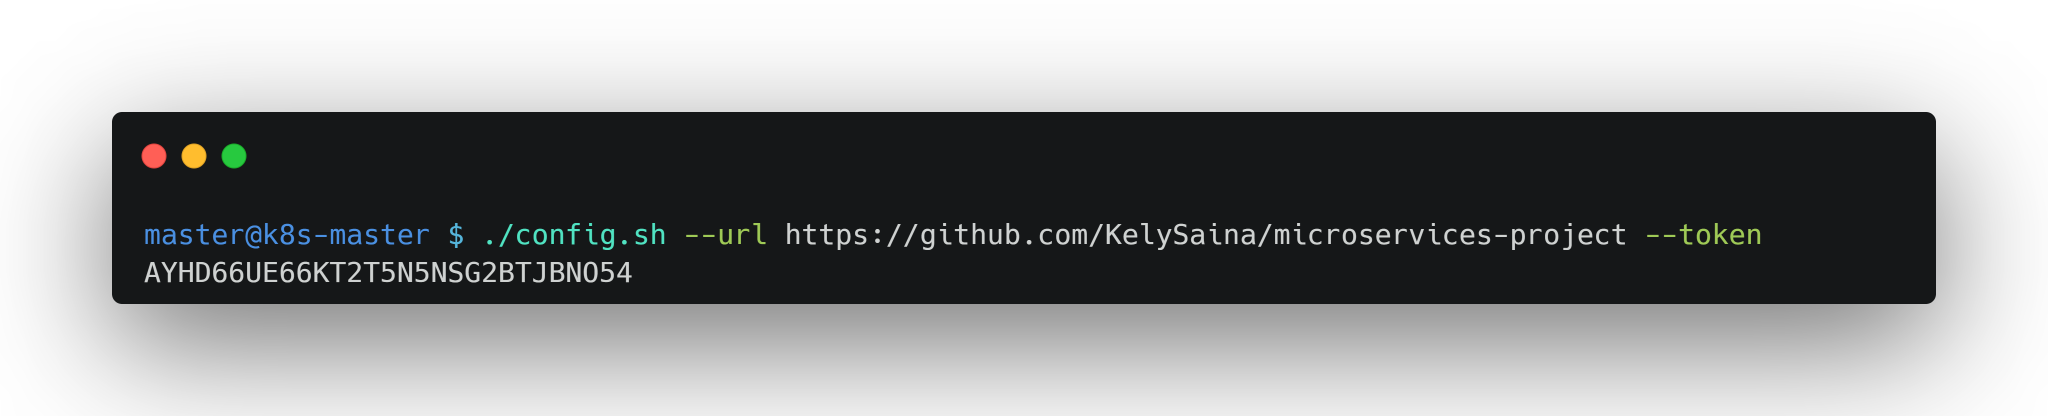 master@k8s-master $ ./config.sh --url https://github.com/KelySaina/microservices-project --token
AYHD66UE66KT2T5N5NSG2BTJBNO54